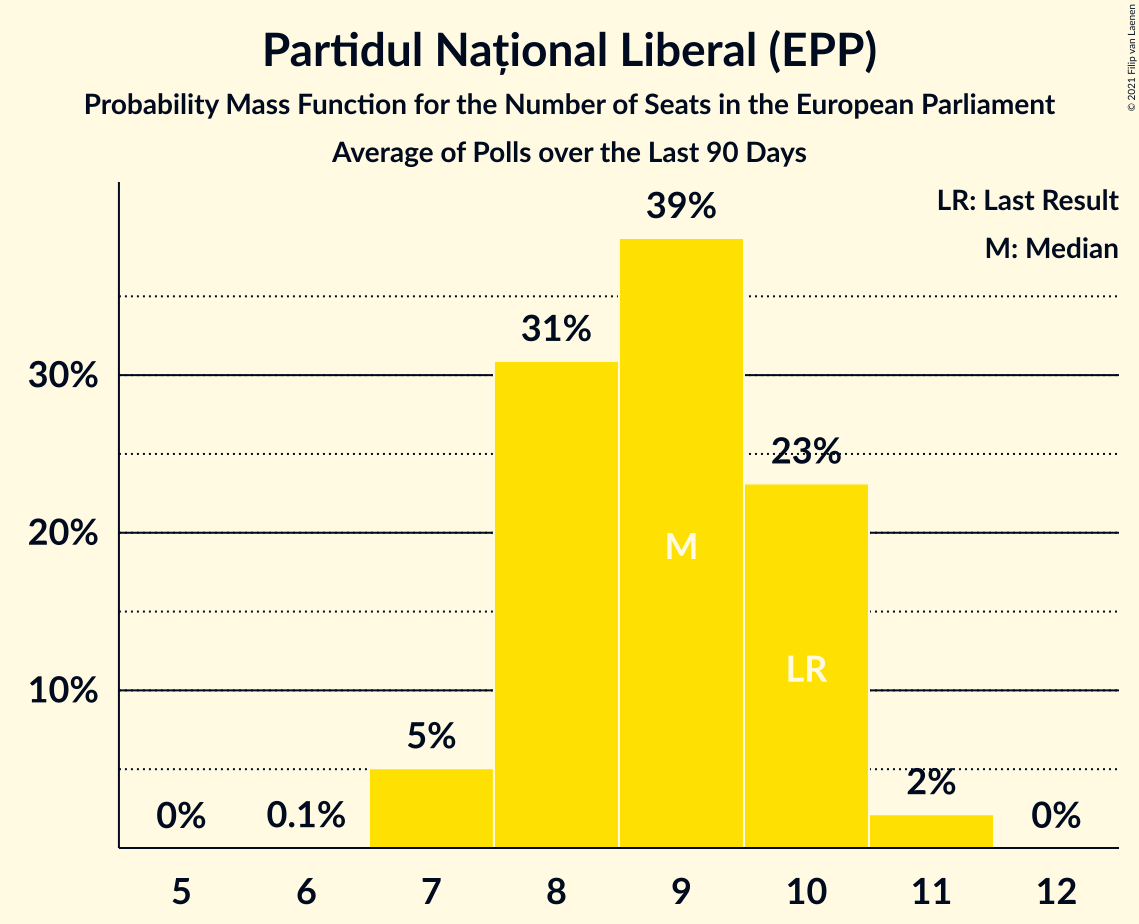 Partidul Național Liberal (EPP)
Probability Mass Function for the Number of Seats in the European Parliament
Average of Polls over the Last 90 Days
© 2021 Filip van Laenen
LR: Last Result
M: Median
39%
31%
30%
23%
20%
M
LR
10%
5%
2%
0%
0.1%
0%
5 6 7 8 9 10 11 12